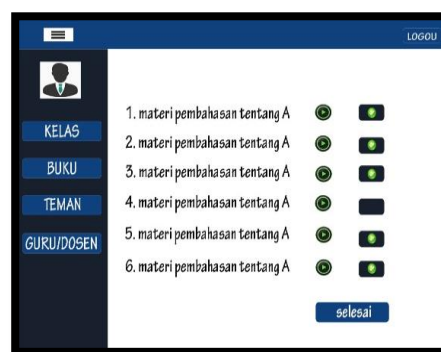 LOGOU
KELAS
BUKU
TEMAN
GURU/DOSEN
1. materi pembahasan tentang A
2. materi pembahasan tentang A
3. materi pembahasan tentang A
4. materi pembahasan tentang A
5. materi pembahasan tentang A
6. materi pembahasan tentang A
selesai